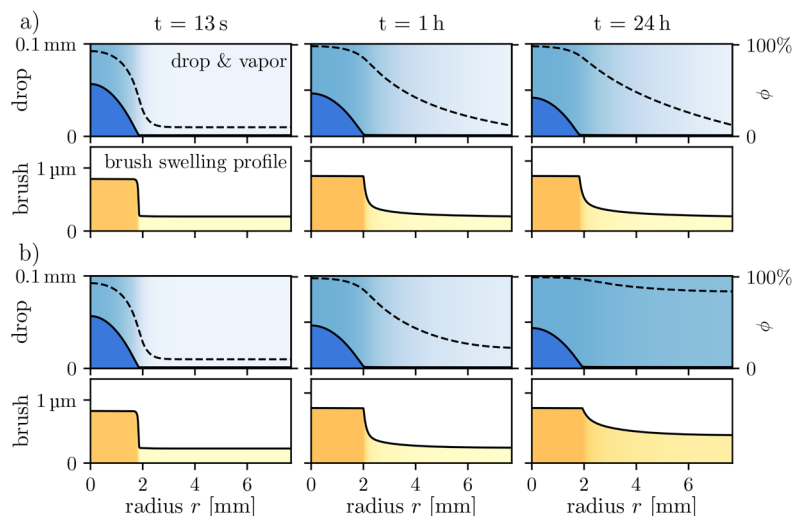 a)
t = 13 s
t = 1 h
t = 24 h
0.1 mm
drop
0
drop & vapor
100%
ϕ
0
1 µm
brush
0
brush swelling profile
b)
0.1 mm
drop
0
100%
ϕ
0
1 µm
brush
0
0 2 4 6
0 2 4 6
0 2 4 6
radius r [mm]
radius r [mm]
radius r [mm]